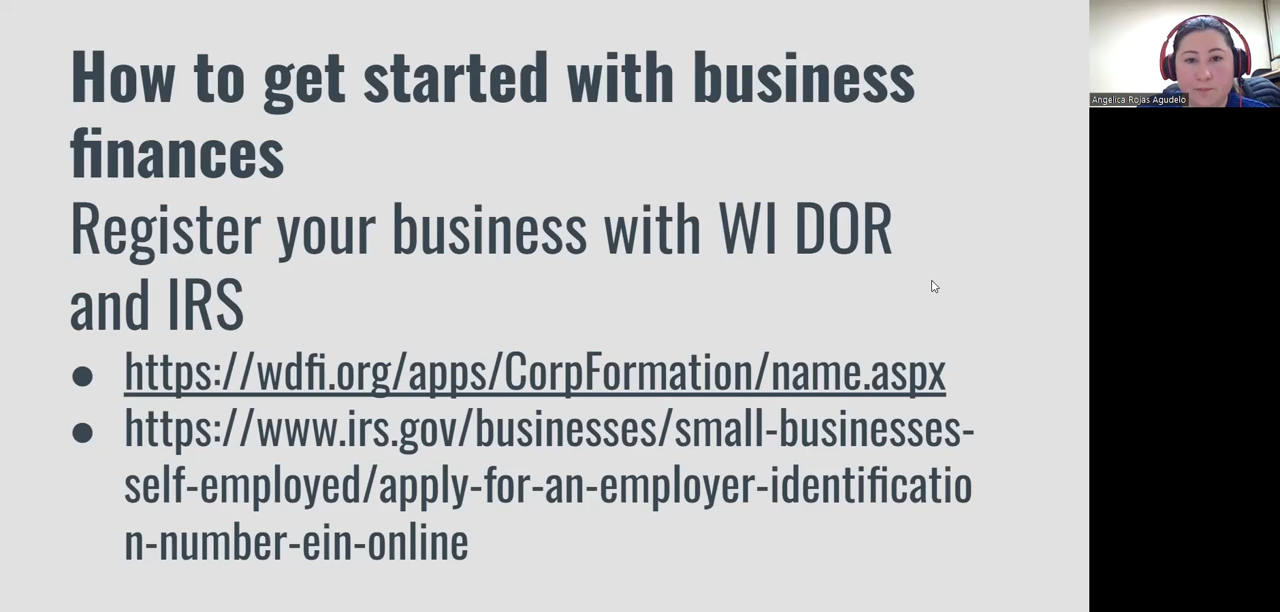 How to get started with business
finances
Register your business with WI DOR
and IRS
● https://wdfi.org/apps/CorpFormation/name.aspx
● https://www.irs.gov/businesses/small-businesses-
self-employed/apply-for-an-employer-identificatio
n-number-ein-online
Angelica Rojas Agudelo